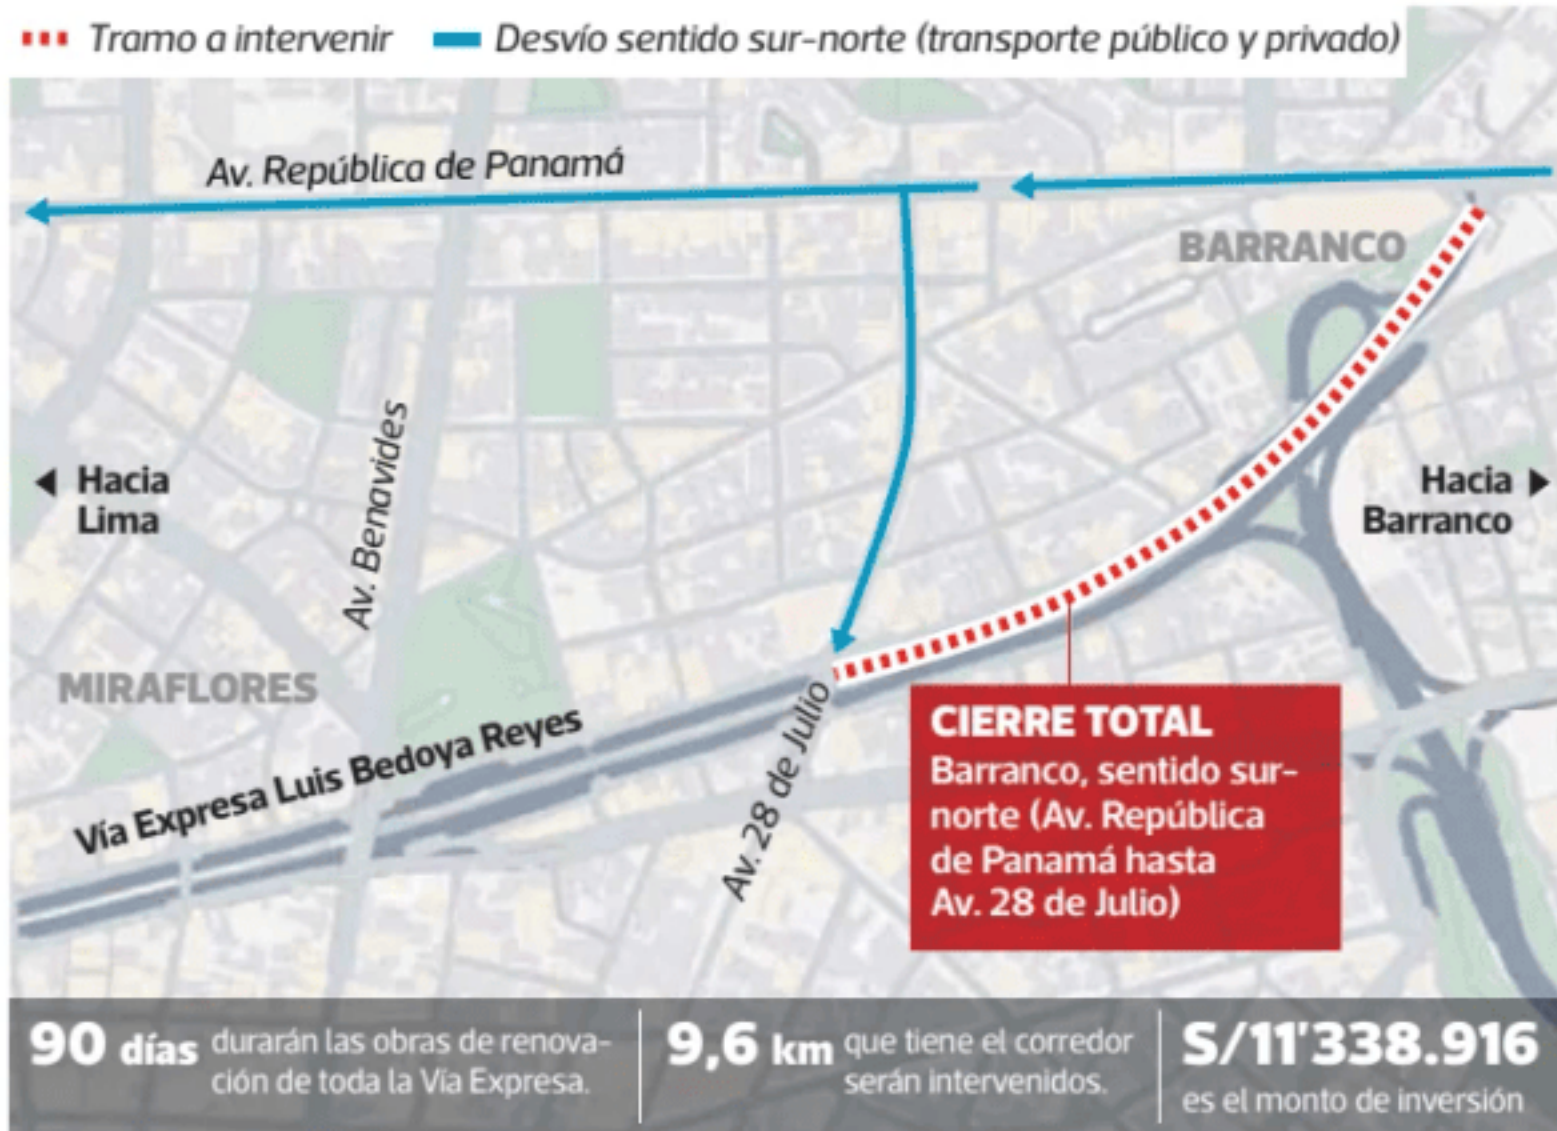 Tramo a intervenir
Desvío sentido sur-norte (transporte público y privado)
Av. República de Panamá
BARRANCO
Hacia
Lima
Av. Benavides
Hacia
Barranco
MIRAFLORES
Vía Expresa Luis Bedoya Reyes
Av. 28 de Julio
CIERRE TOTAL
Barranco, sentido sur-
norte (Av. República
de Panamá hasta
Av. 28 de Julio)
90 días durarán las obras de renova-
ción de toda la Vía Expresa.
9,6 km que tiene el corredor
serán intervenidos.
S/11'338.916
es el monto de inversión